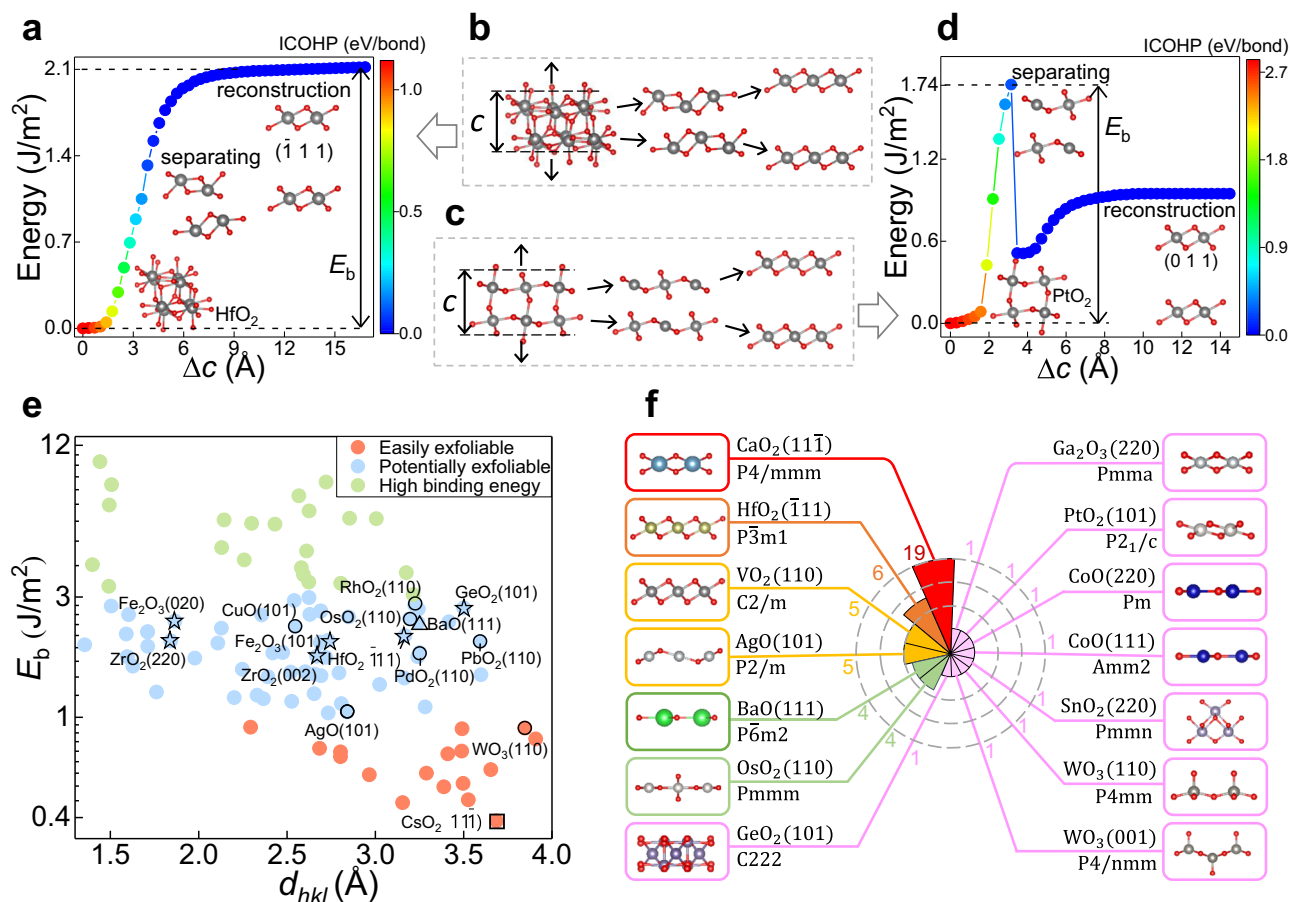 a
ICOHP (eV/bond)
2.1
1.4
0.7
0.0
Energy (J/m²)
reconstruction
(1̄ 1 1)
separating
E_b
HfO₂
0 3 6 9 12 15
Δc (Å)
1.0
0.5
0.0
b
c
c
c
d
ICOHP (eV/bond)
1.74
1.2
0.6
0.0
Energy (J/m²)
separating
E_b
reconstruction
(0 1 1)
PtO₂
0 2 4 6 8 10 12 14
Δc (Å)
2.7
1.8
0.9
0.0
e
12
3
1
0.4
E_b (J/m²)
Easily exfoliable
Potentially exfoliable
High binding energy
RhO₂(110)
GeO₂(101)
Fe₂O₃(020)
CuO(101)
OsO₂(110)
BaO(111)
Fe₂O₃(101)
ZrO₂(220)
HfO₂ 1̄11)
PbO₂(110)
ZrO₂(002)
PdO₂(110)
AgO(101)
WO₃(110)
CsO₂ 111̄)
1.5 2.0 2.5 3.0 3.5 4.0
d_hkl (Å)
f
CaO₂(111̄)
P4/mmm
HfO₂(1̄11)
P3̄m1
VO₂(110)
C2/m
AgO(101)
P2/m
BaO(111)
P6̄m2
OsO₂(110)
Pmmm
GeO₂(101)
C222
19
6
5
5
4
4
1
1
1
1
1
1
1
1
Ga₂O₃(220)
Pmma
PtO₂(101)
P2₁/c
CoO(220)
Pm
CoO(111)
Amm2
SnO₂(220)
Pmmn
WO₃(110)
P4mm
WO₃(001)
P4/nmm